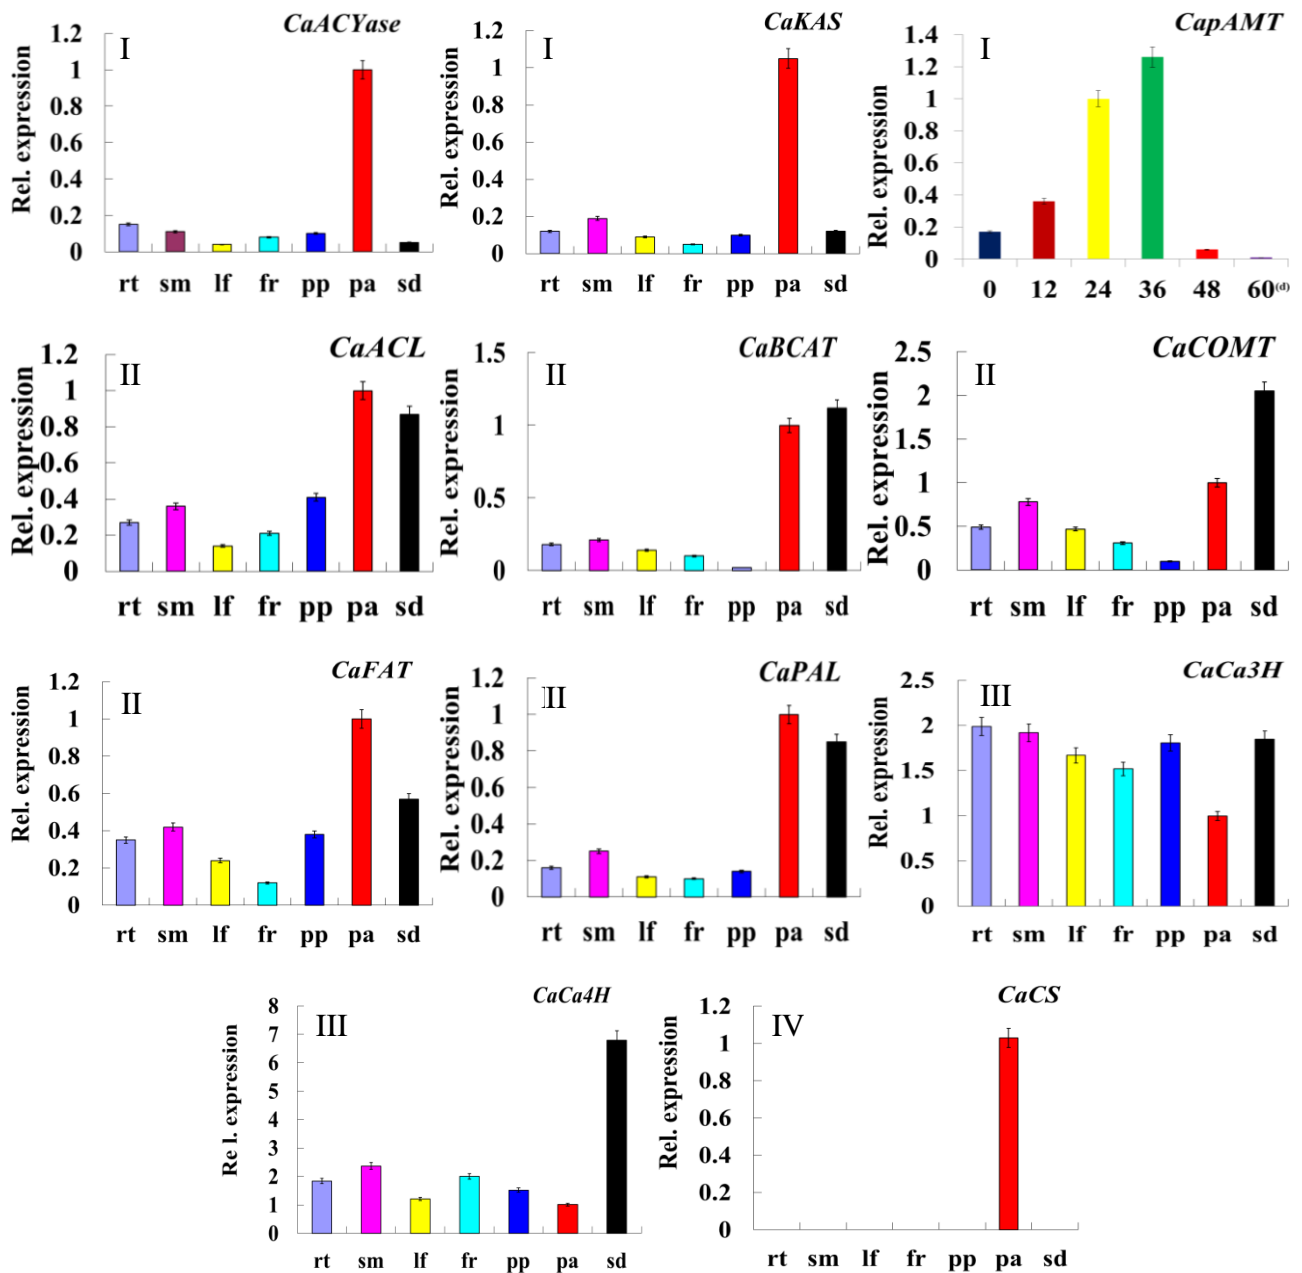 CaACYase
I
Rel. expression
1.2
1
0.8
0.6
0.4
0.2
0
rt sm lf fr pp pa sd
CaKAS
I
Rel. expression
1.2
1
0.8
0.6
0.4
0.2
0
rt sm lf fr pp pa sd
CapAMT
I
Rel. expression
1.4
1.2
1
0.8
0.6
0.4
0.2
0
0 12 24 36 48 60(d)
CaACL
II
Rel. expression
1.2
1
0.8
0.6
0.4
0.2
0
rt sm lf fr pp pa sd
CaBCAT
II
Rel. expression
1.5
1
0.5
0
rt sm lf fr pp pa sd
CaCOMT
II
Rel. expression
2.5
2
1.5
1
0.5
0
rt sm lf fr pp pa sd
CaFAT
II
Rel. expression
1.2
1
0.8
0.6
0.4
0.2
0
rt sm lf fr pp pa sd
CaPAL
III
Rel. expression
1.2
1
0.8
0.6
0.4
0.2
0
rt sm lf fr pp pa sd
CaCa3H
III
Rel. expression
2.5
2
1.5
1
0.5
0
rt sm lf fr pp pa sd
CaCa4H
III
Re l. expression
8
7
6
5
4
3
2
1
0
rt sm lf fr pp pa sd
CaCS
IV
Rel. expression
1.2
1
0.8
0.6
0.4
0.2
0
rt sm lf fr pp pa sd